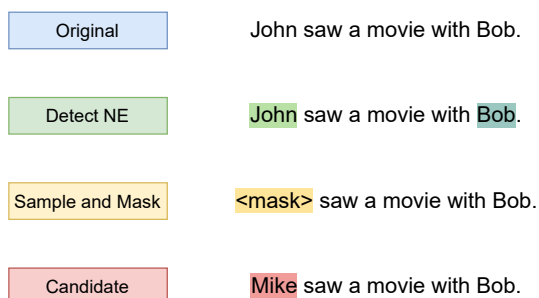 Original John saw a movie with Bob.
Detect NE John saw a movie with Bob.
Sample and Mask <mask> saw a movie with Bob.
Candidate Mike saw a movie with Bob.